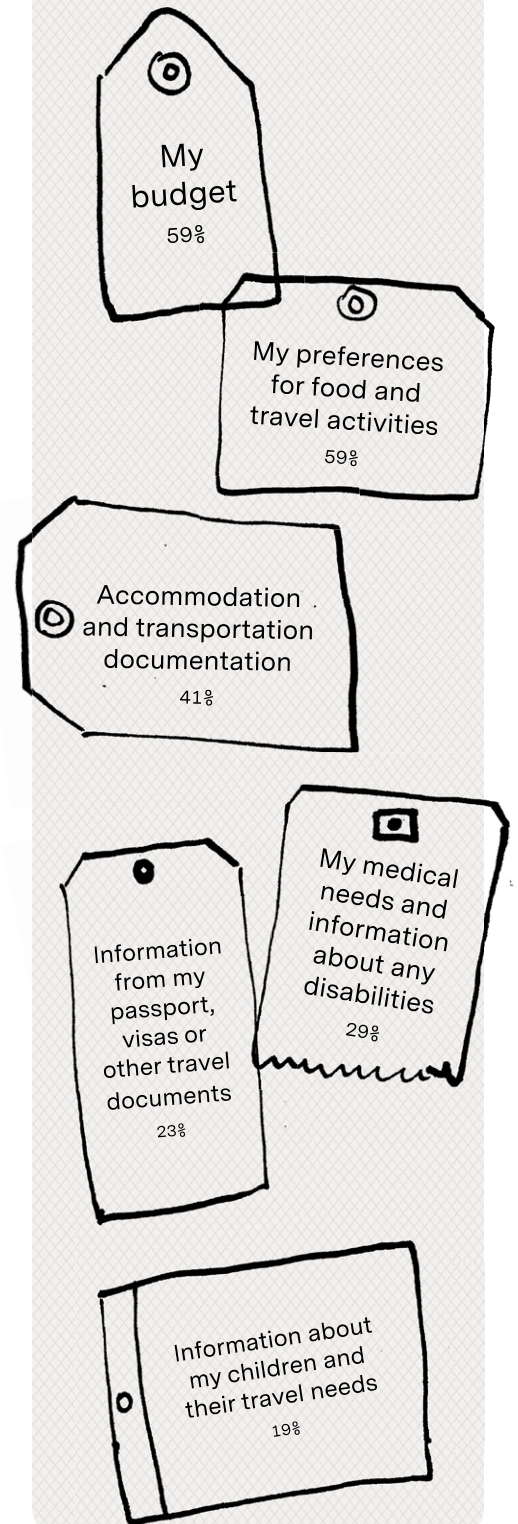 My
budget
59%
My preferences
for food and
travel activities
59%
Accommodation
and transportation
documentation
41%
My medical
needs and
information
about any
disabilities
29%
Information
from my
passport,
visas or
other travel
documents
23%
Information about
my children and
their travel needs
19%